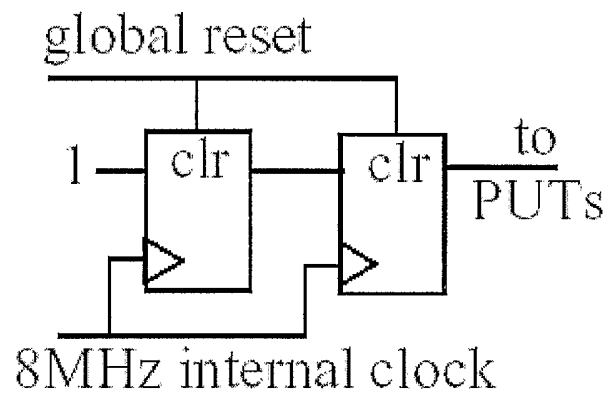 global reset
1
clr
clr
to
PUTs
8MHz internal clock